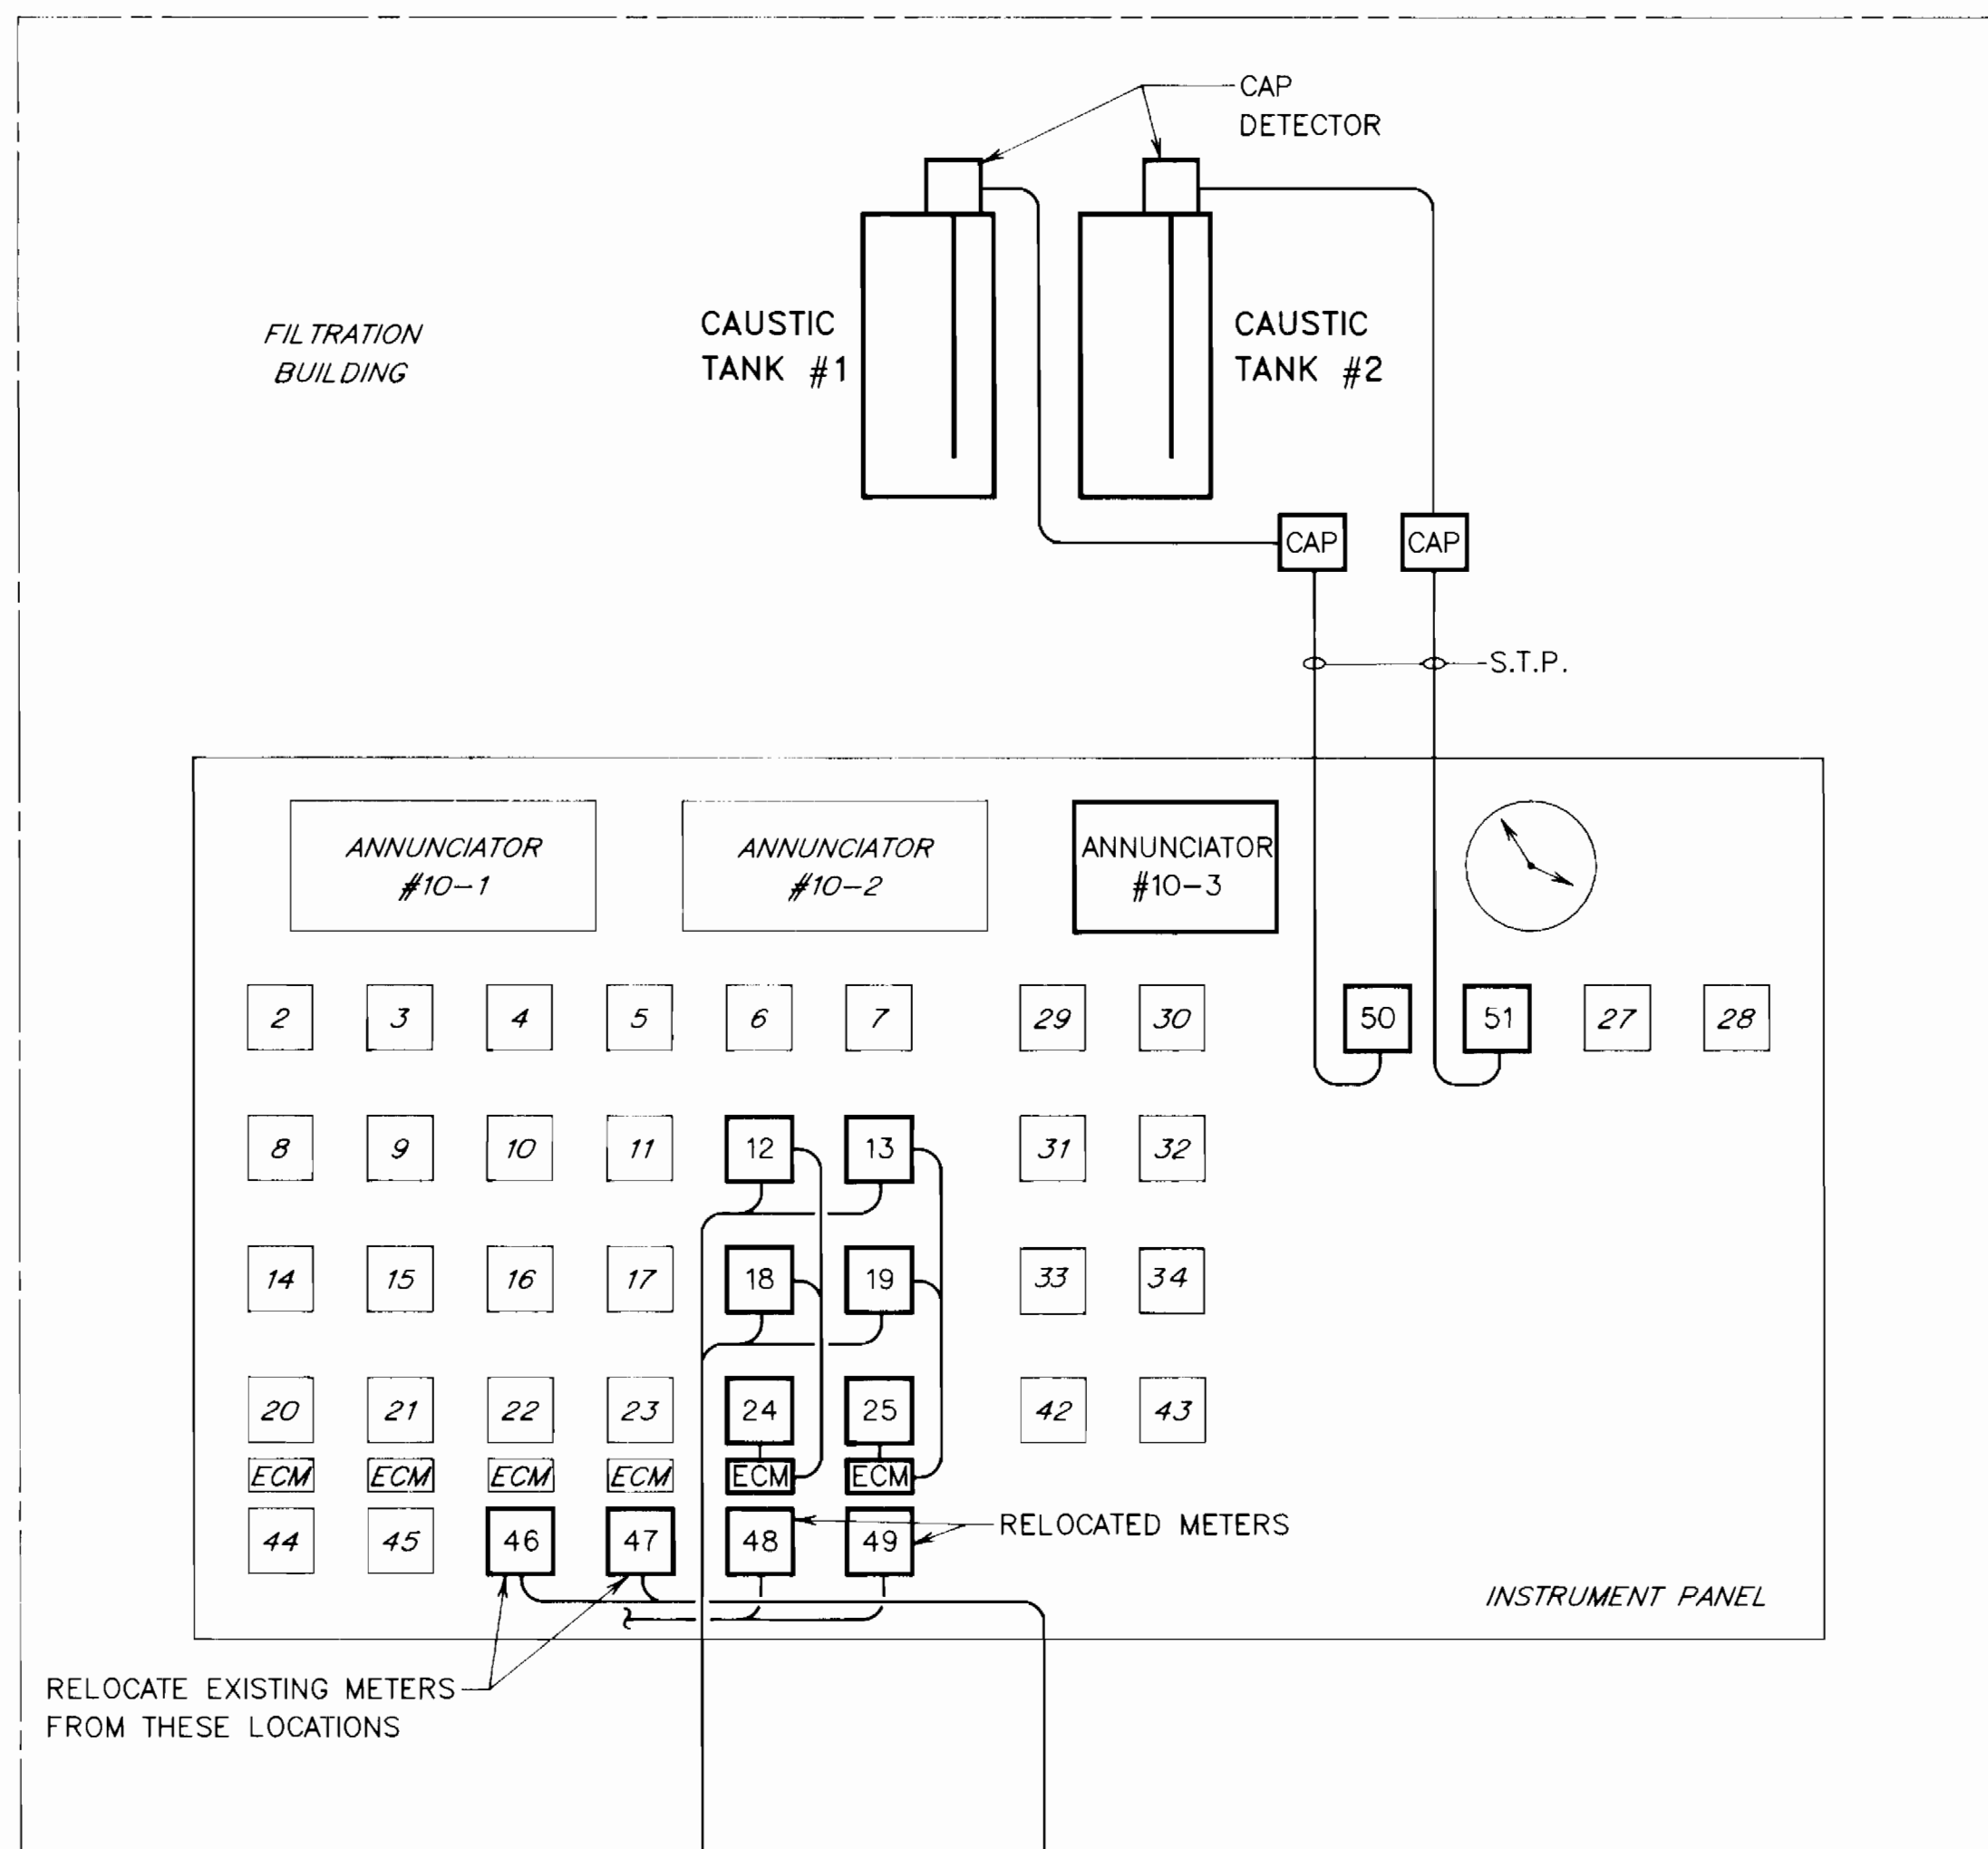 CAP
DETECTOR
FILTRATION
BUILDING
CAUSTIC
TANK #1
CAUSTIC
TANK #2
CAP CAP
S.T.P.
ANNUNCIATOR
#10-1
ANNUNCIATOR
#10-2
ANNUNCIATOR
#10-3
2 3 4 5 6 7 29 30 50 51 27 28
8 9 10 11 12 13 31 32
14 15 16 17 18 19 33 34
20 21 22 23 24 25 42 43
ECM ECM ECM ECM ECM ECM
44 45 46 47 48 49
RELOCATED METERS
INSTRUMENT PANEL
RELOCATE EXISTING METERS
FROM THESE LOCATIONS